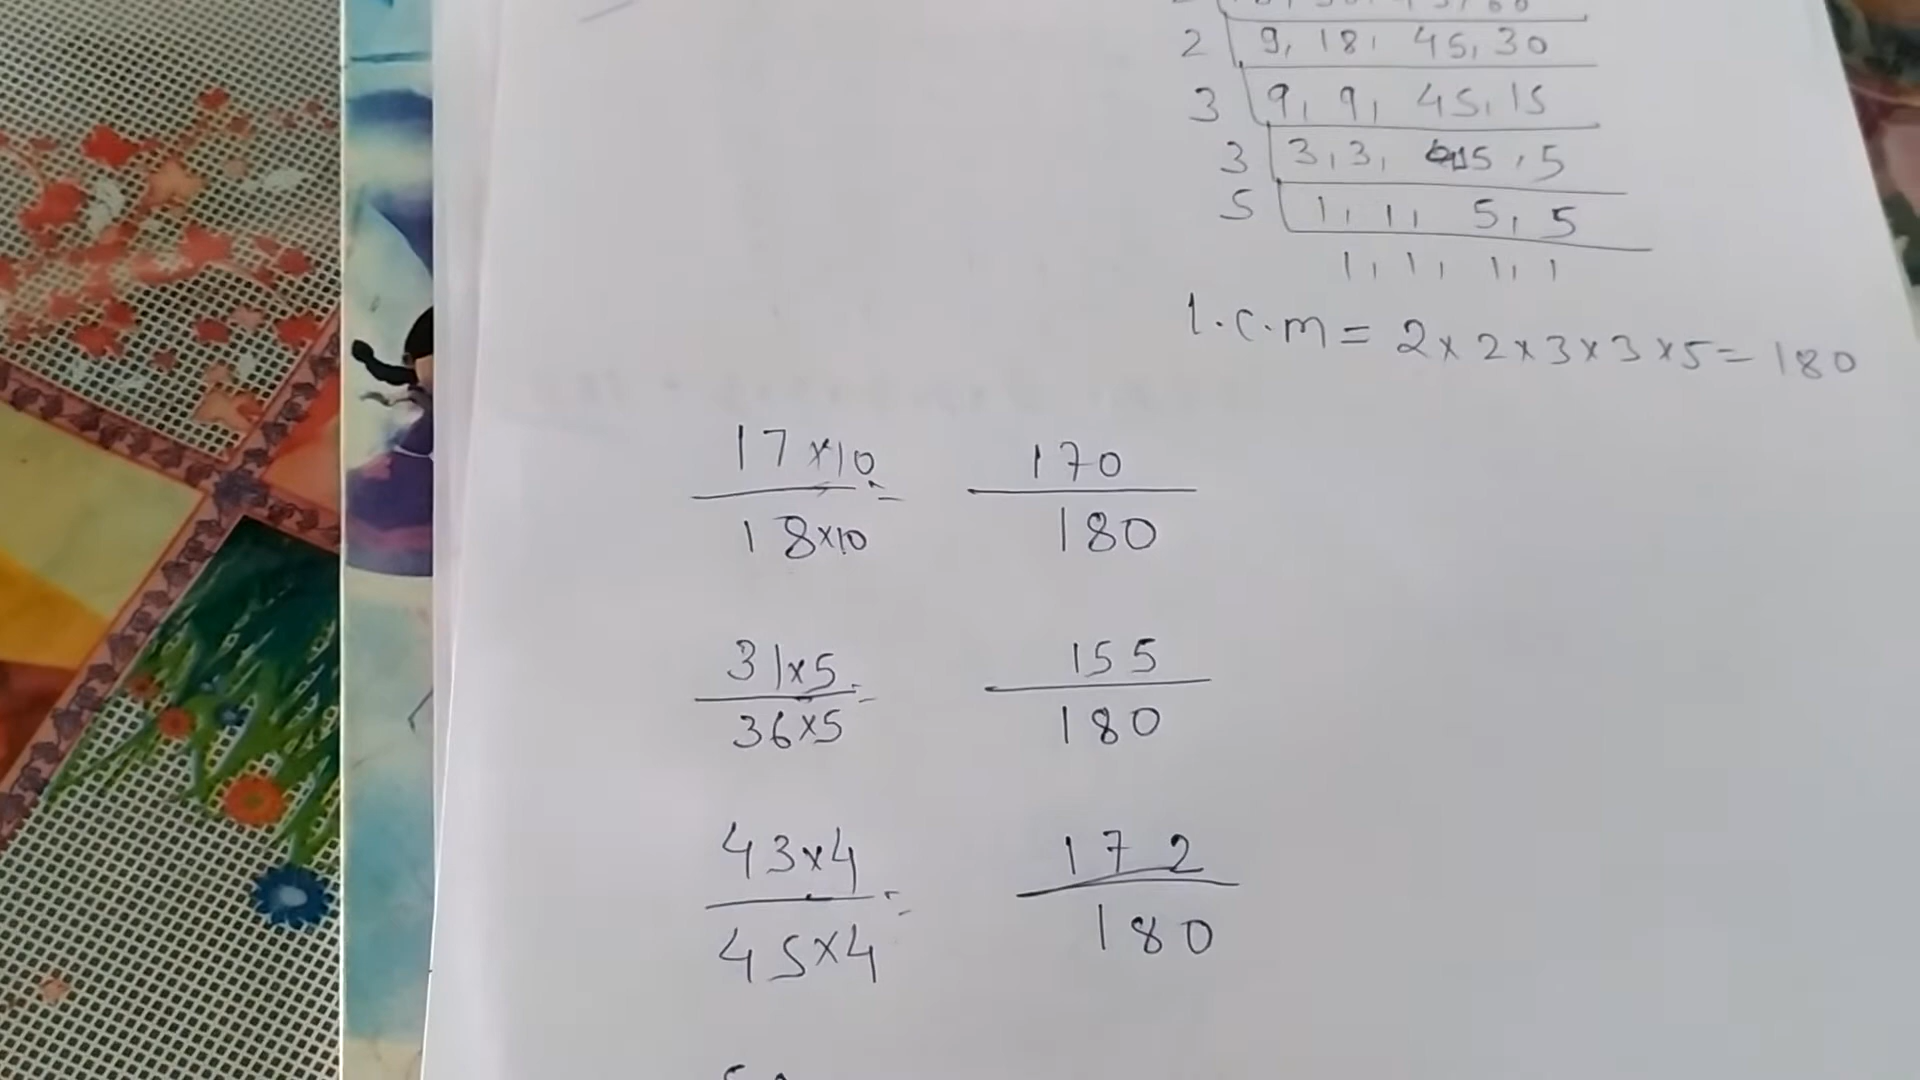 2 9, 18, 45, 30
3 9, 9, 45, 15
3 3, 3, 15, 5
5 1, 1, 5, 5
1, 1, 1, 1
l.c.m = 2×2×3×3×5=180
17×10 = 170
18×10 180
31×5 = 155
36×5 180
43×4 = 172
45×4 180